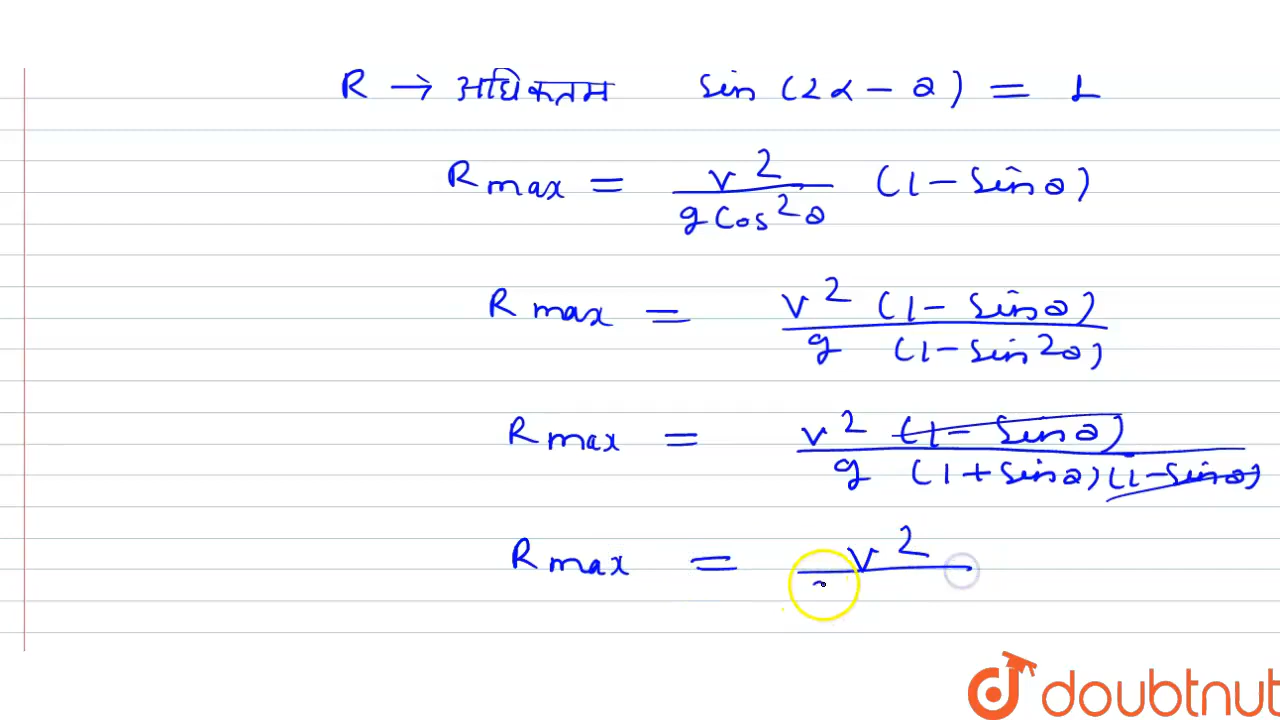 R → अधिकतम sin (2α - θ) = 1
Rmax = v² / g cos²θ (1 - sinθ)
Rmax = v² (1 - sinθ) / g (1 - sin²θ)
Rmax = v² (1 - sinθ) / g (1 + sinθ) (1 - sinθ)
Rmax = v²
doubtnut